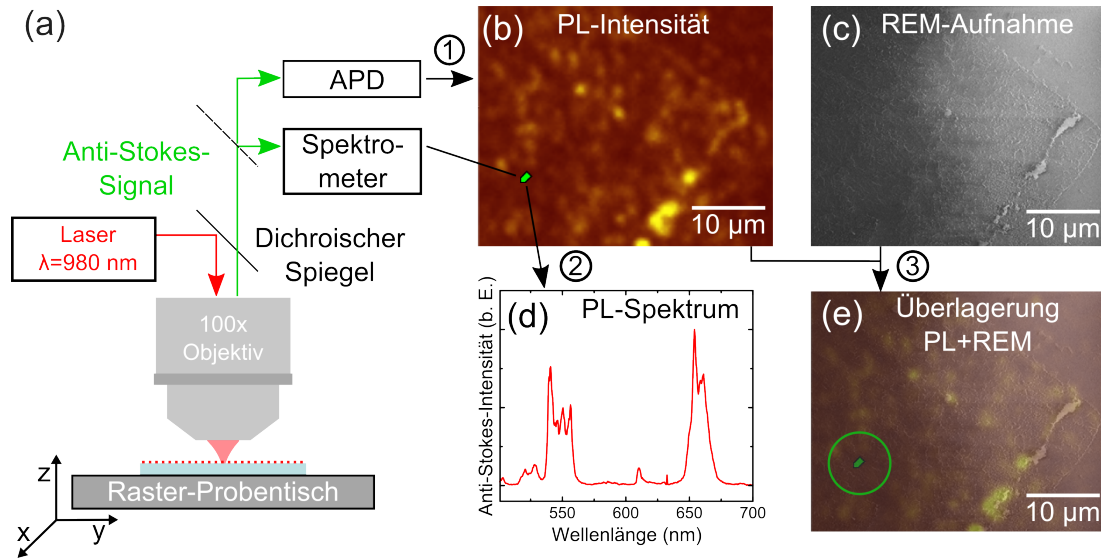 (a)
APD
1
Anti-Stokes-
Signal
Spektro-
meter
Laser
λ=980 nm
Dichroischer
Spiegel
100x
Objektiv
Raster-Probentisch
z
x
y
(b)
PL-Intensität
10 µm
(c)
REM-Aufnahme
10 µm
2
3
(d)
PL-Spektrum
Anti-Stokes-Intensität (b. E.)
550
600
650
700
Wellenlänge (nm)
(e)
Überlagerung
PL+REM
10 µm